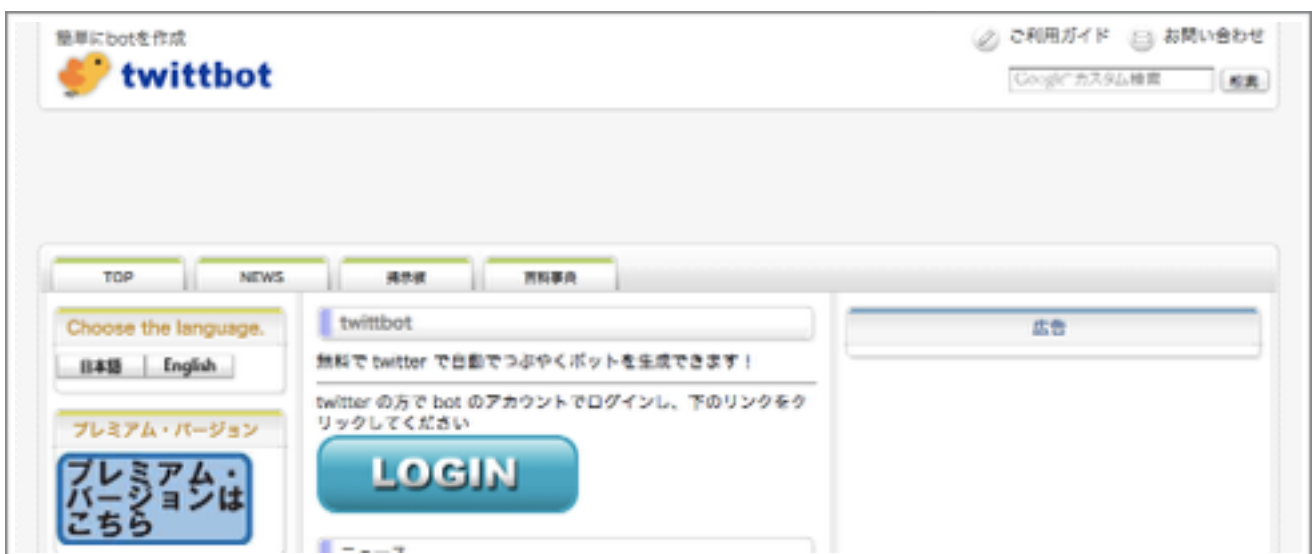 簡単にbotを作成
twittbot
ご利用ガイド
お問い合わせ
Google カスタム検索
検索
TOP
NEWS
掲示板
百科事典
Choose the language.
日本語
English
プレミアム・バージョン
プレミアム・
バージョンは
こちら
twittbot
無料で twitter で自動でつぶやくボットを生成できます！
twitter の方で bot のアカウントでログインし、下のリンクをク
リックしてください
LOGIN
ニュース
広告